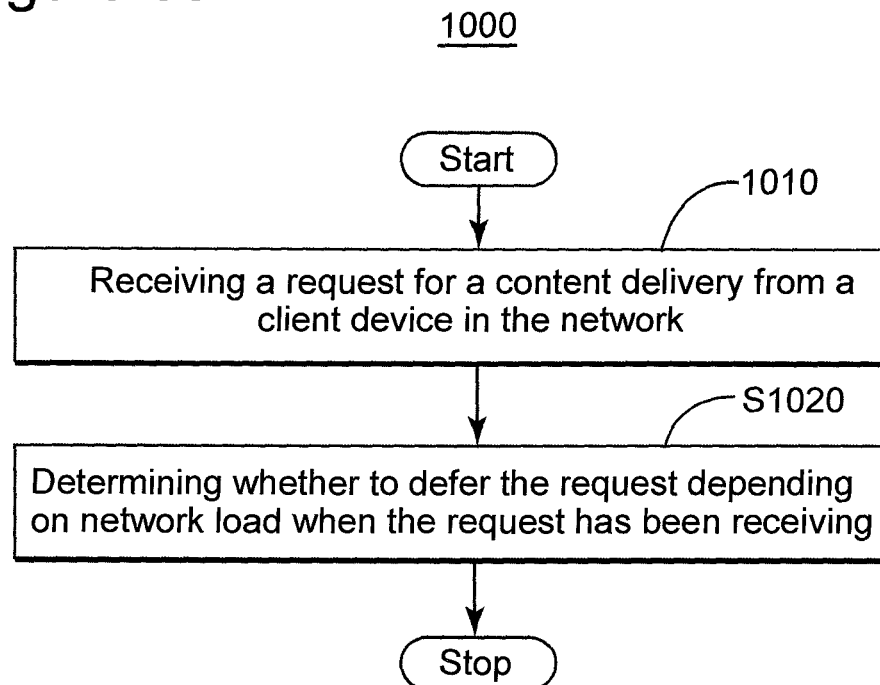 1000
Start
1010
Receiving a request for a content delivery from a
client device in the network
S1020
Determining whether to defer the request depending
on network load when the request has been receiving
Stop